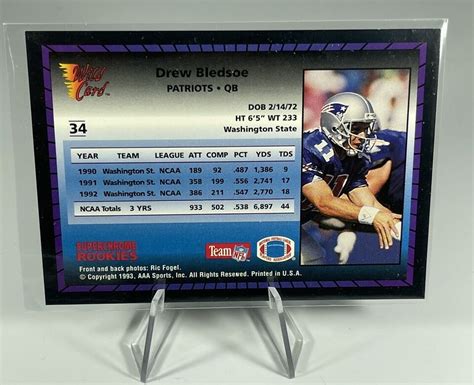 Wild Card™
Drew Bledsoe
PATRIOTS • QB
DOB 2/14/72
HT 6'5" WT 233
Washington State
34
YEAR TEAM LEAGUE ATT COMP PCT YDS TDS
1990 Washington St. NCAA 189 92 .487 1,386 9
1991 Washington St. NCAA 358 199 .556 2,741 17
1992 Washington St. NCAA 386 211 .547 2,770 18
NCAA Totals 3 YRS 933 502 .538 6,897 44
SUPERCHROME
ROOKIES
Team NFL
Front and back photos: Ric Fogel.
© Copyright 1993, AAA Sports, Inc. All Rights Reserved. Printed in U.S.A.
11